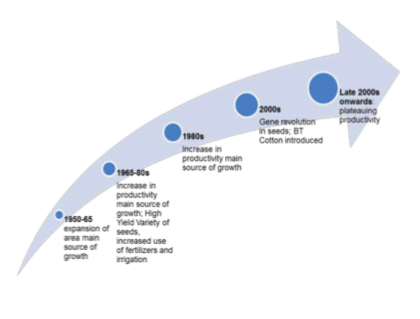 1950-65
expansion of
area main
source of
growth
1965-80s
Increase in
productivity
main source of
growth; High
Yield Variety of
seeds,
increased use
of fertilizers and
irrigation
1980s
Increase in
productivity main
source of growth
2000s
Gene revolution
in seeds; BT
Cotton introduced
Late 2000s
onwards:
plateauing
productivity